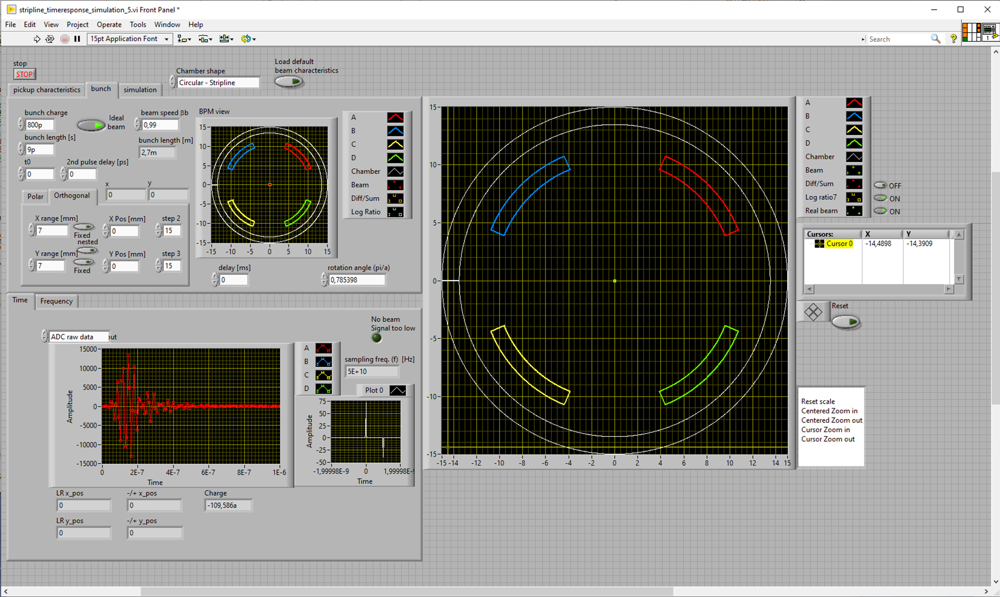 stripline_timeresponse_simulation_5.vi Front Panel *
File Edit View Project Operate Tools Window Help
15pt Application Font
Search
?
1
stop
STOP
Chamber shape
Circular - Stripline
Load default
beam characteristics
pickup characteristics bunch simulation
bunch charge
800p
Ideal
beam
beam speed βb
0,99
bunch length [s]
9p
bunch length [m]
2,7m
t0
0
2nd pulse delay [ps]
0
x
0
y
0
Polar Orthogonal
X range [mm]
7
Fixed
nested
X Pos [mm]
0
step 2
15
Y range [mm]
7
Fixed
Y Pos [mm]
0
step 3
15
BPM view
15
10
5
0
-5
-10
-15
-15 -10 -5 0 5 10 15
A
B
C
D
Chamber
Beam
Diff/Sum
Log Ratio
delay [ms]
0
rotation angle (pi/a)
0,785398
15
10
5
0
-5
-10
-15
-15 -14 -12 -10 -8 -6 -4 -2 0 2 4 6 8 10 12 14 15
A
B
C
D
Chamber
Beam
Diff/Sum
Log ratio7
Real beam
OFF
ON
ON
Cursors: X Y
Cursor 0 -14,4898 -14,3909
Reset
Reset scale
Centered Zoom in
Centered Zoom out
Cursor Zoom in
Cursor Zoom out
Time Frequency
ADC raw data
out
Amplitude
15000
10000
5000
0
-5000
-10000
-15000
0 2E-7 4E-7 6E-7 8E-7 1E-6
Time
A
B
C
D
No beam
Signal too low
sampling freq. (f) [Hz]
5E+10
Plot 0
Amplitude
75
50
25
0
-25
-50
-1,99998E-9 0 1,99998E-9
Time
LR x_pos
0
-/+ x_pos
0
Charge
-109,586a
LR y_pos
0
-/+ y_pos
0